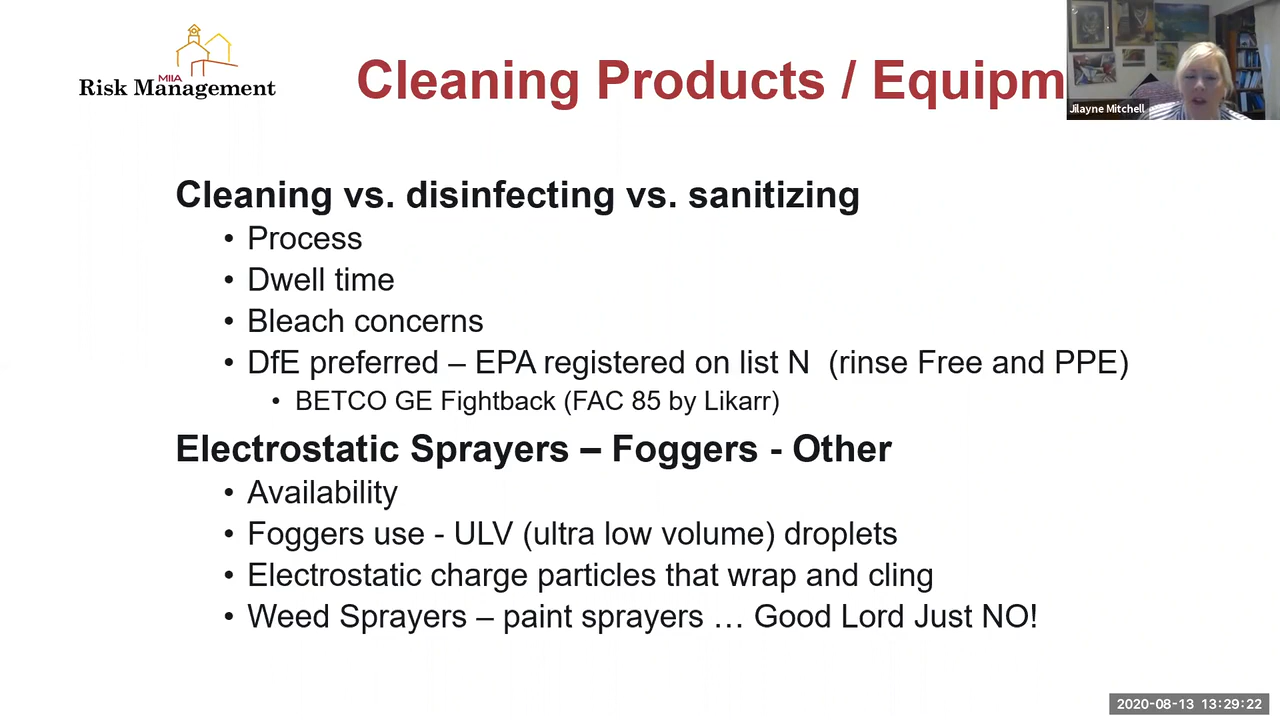 MIIA
Risk Management
Cleaning Products / Equipm
Jilayne Mitchell
Cleaning vs. disinfecting vs. sanitizing
• Process
• Dwell time
• Bleach concerns
• DfE preferred – EPA registered on list N (rinse Free and PPE)
• BETCO GE Fightback (FAC 85 by Likarr)
Electrostatic Sprayers – Foggers - Other
• Availability
• Foggers use - ULV (ultra low volume) droplets
• Electrostatic charge particles that wrap and cling
• Weed Sprayers – paint sprayers … Good Lord Just NO!
2020-08-13 13:29:22